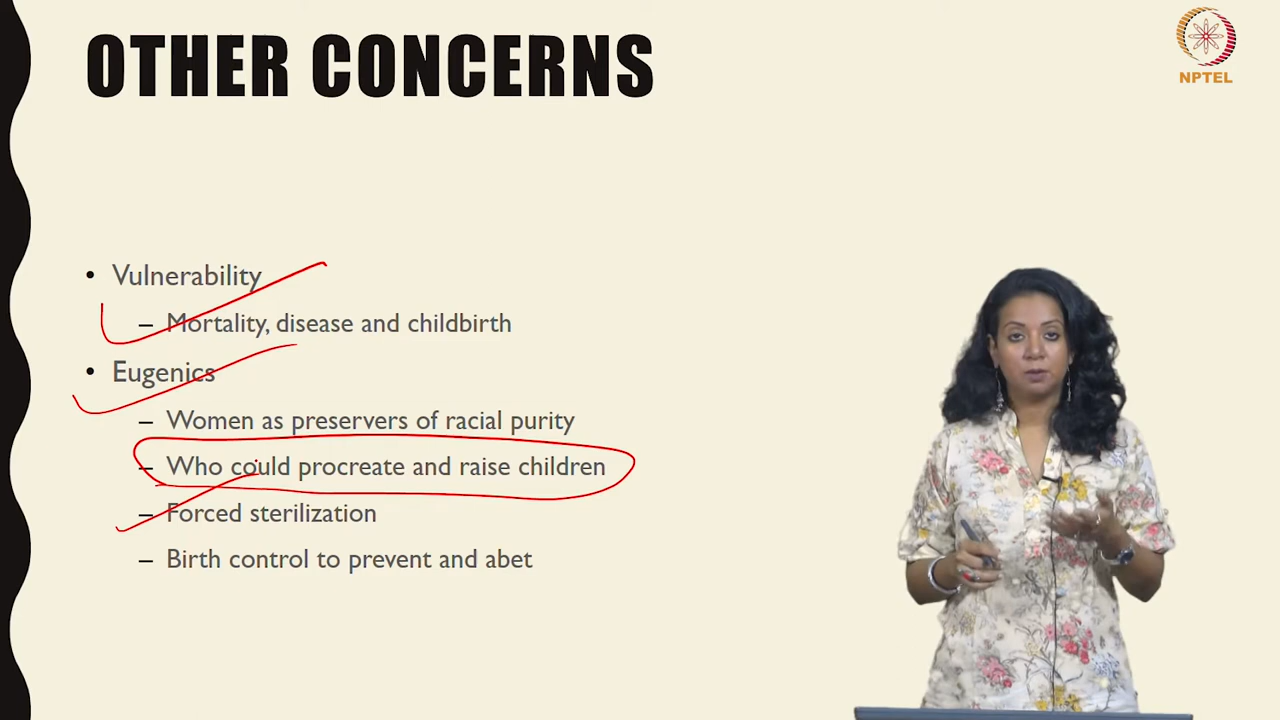 OTHER CONCERNS
NPTEL
• Vulnerability
– Mortality, disease and childbirth
• Eugenics
– Women as preservers of racial purity
– Who could procreate and raise children
– Forced sterilization
– Birth control to prevent and abet